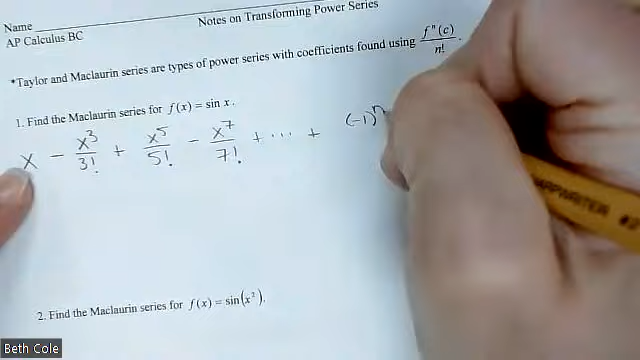 Name
Notes on Transforming Power Series
AP Calculus BC
*Taylor and Maclaurin series are types of power series with coefficients found using fⁿ(c)/n!.
1. Find the Maclaurin series for f(x) = sin x.
x - x³/3! + x⁵/5! - x⁷/7! + ... + (-1)ⁿ
2. Find the Maclaurin series for f(x) = sin(x²).
Beth Cole